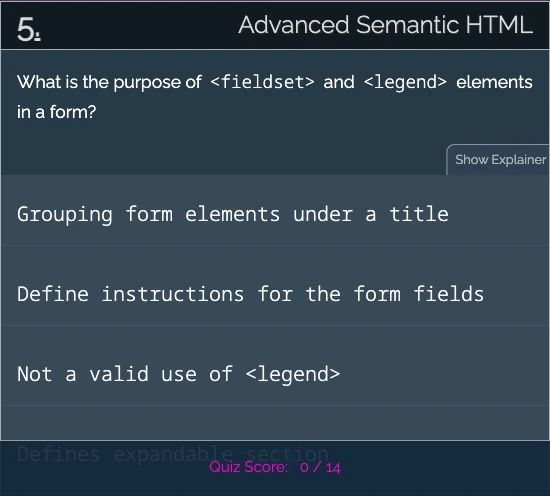 5.
Advanced Semantic HTML
What is the purpose of <fieldset> and <legend> elements
in a form?
Show Explainer
Grouping form elements under a title
Define instructions for the form fields
Not a valid use of <legend>
Defines expandable section
Quiz Score: 0 / 14